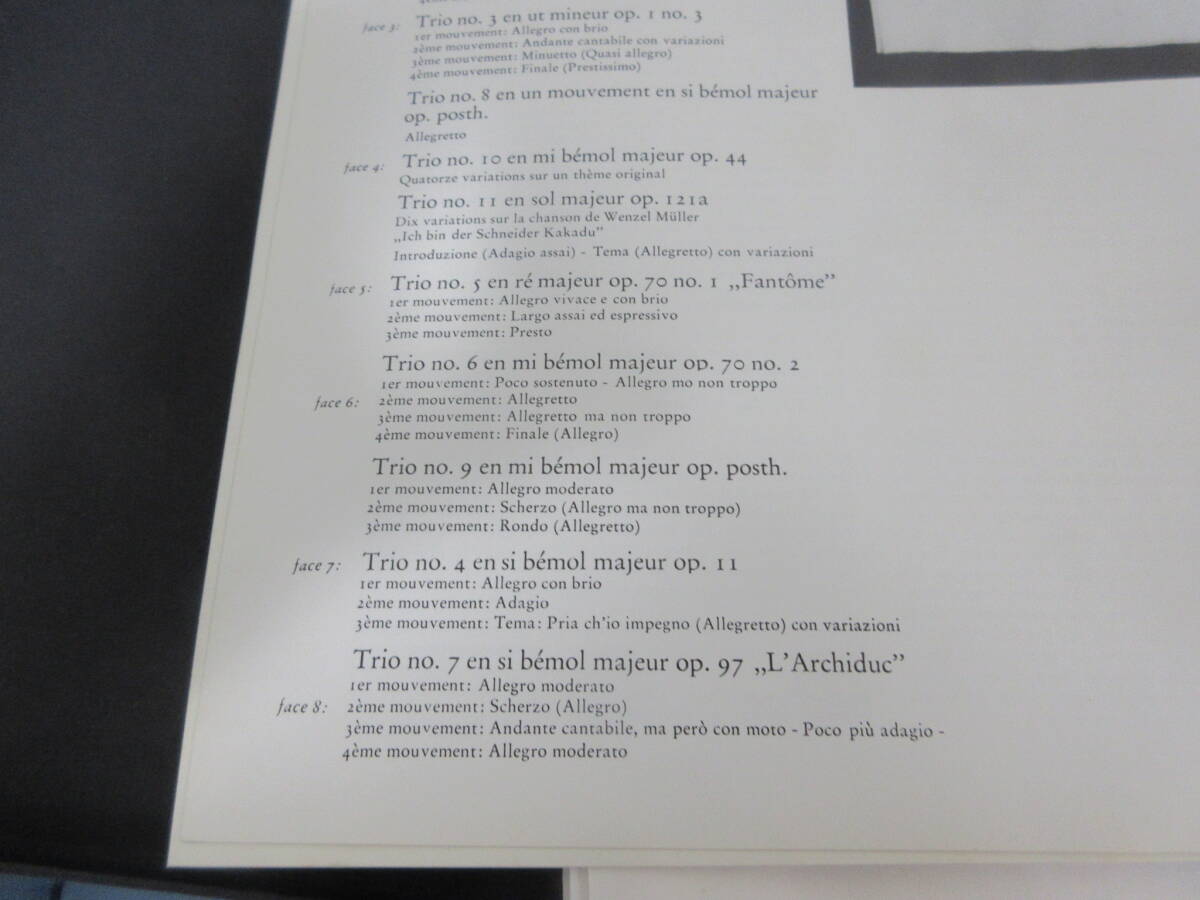 face 3: Trio no. 3 en ut mineur op. 1 no. 3
1er mouvement: Allegro con brio
2ème mouvement: Andante cantabile con variazioni
3ème mouvement: Minuetto (Quasi allegro)
4ème mouvement: Finale (Prestissimo)
Trio no. 8 en un mouvement en si bémol majeur
op. posth.
Allegretto
face 4: Trio no. 10 en mi bémol majeur op. 44
Quatorze variations sur un thème original
Trio no. 11 en sol majeur op. 121a
Dix variations sur la chanson de Wenzel Müller
„Ich bin der Schneider Kakadu”
Introduzione (Adagio assai) - Tema (Allegretto) con variazioni
face 5: Trio no. 5 en ré majeur op. 70 no. 1 „Fantôme”
1er mouvement: Allegro vivace e con brio
2ème mouvement: Largo assai ed espressivo
3ème mouvement: Presto
Trio no. 6 en mi bémol majeur op. 70 no. 2
1er mouvement: Poco sostenuto - Allegro mo non troppo
face 6: 2ème mouvement: Allegretto
3ème mouvement: Allegretto ma non troppo
4ème mouvement: Finale (Allegro)
Trio no. 9 en mi bémol majeur op. posth.
1er mouvement: Allegro moderato
2ème mouvement: Scherzo (Allegro ma non troppo)
3ème mouvement: Rondo (Allegretto)
face 7: Trio no. 4 en si bémol majeur op. 11
1er mouvement: Allegro con brio
2ème mouvement: Adagio
3ème mouvement: Tema: Pria ch'io impegno (Allegretto) con variazioni
Trio no. 7 en si bémol majeur op. 97 „L'Archiduc”
1er mouvement: Allegro moderato
face 8: 2ème mouvement: Scherzo (Allegro)
3ème mouvement: Andante cantabile, ma però con moto - Poco più adagio -
4ème mouvement: Allegro moderato